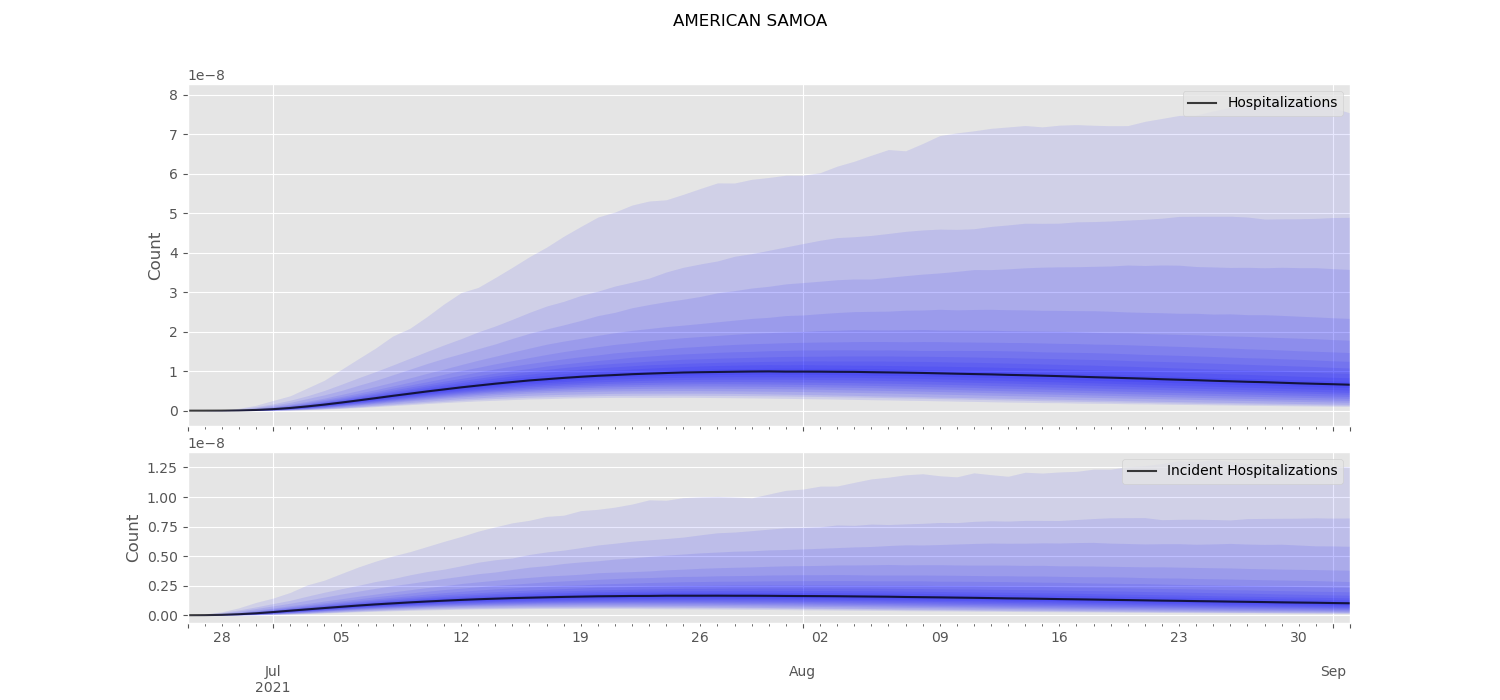 AMERICAN SAMOA
1e−8
8
7
6
5
4
3
2
1
0
Count
Hospitalizations
1e−8
1.25
1.00
0.75
0.50
0.25
0.00
Count
Incident Hospitalizations
28 05 12 19 26 02 09 16 23 30
Jul Aug Sep
2021